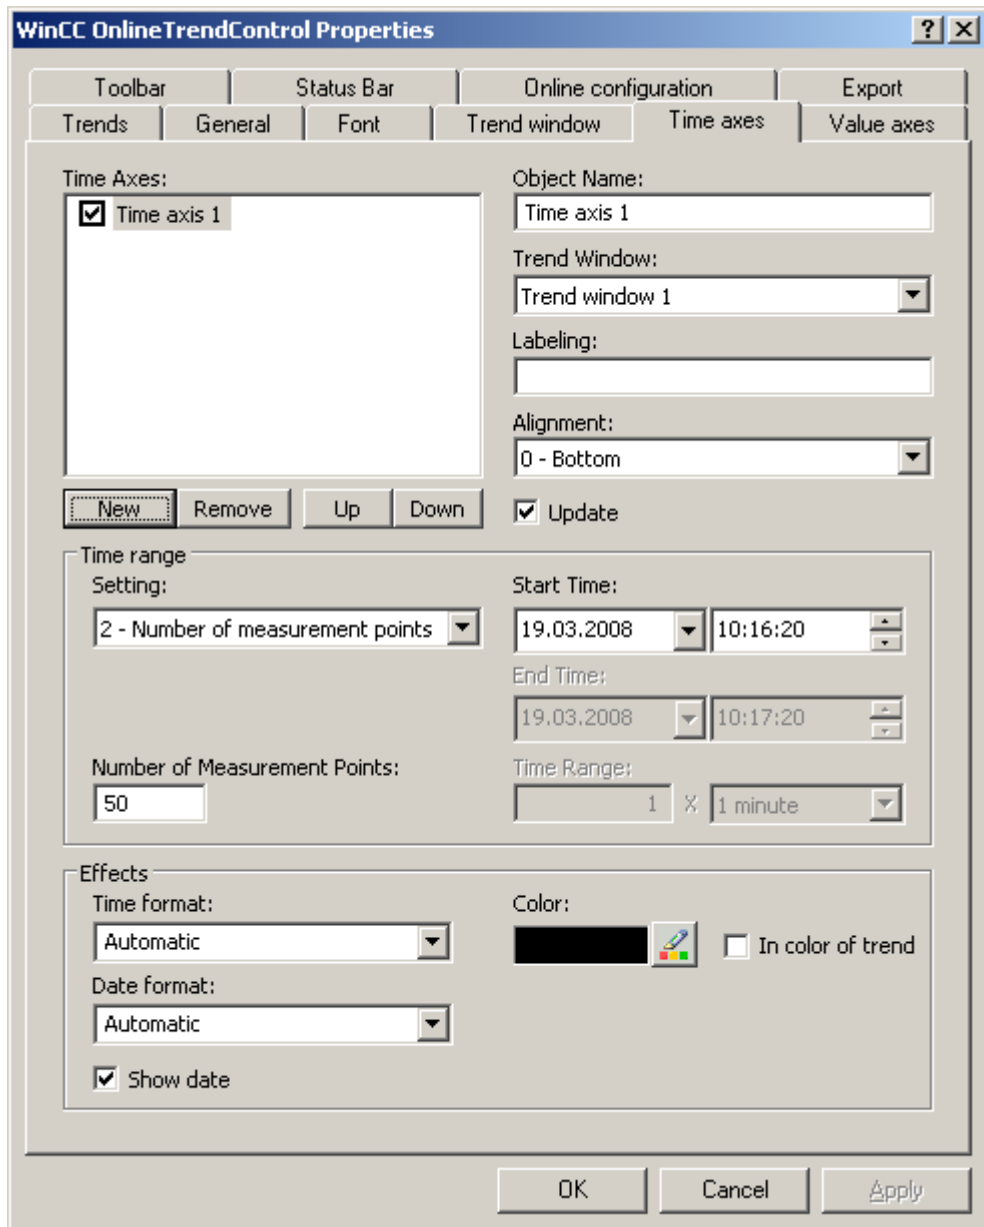 WinCC OnlineTrendControl Properties
Toolbar Status Bar Online configuration Export
Trends General Font Trend window Time axes Value axes
Time Axes:
Time axis 1
New Remove Up Down
Object Name:
Time axis 1
Trend Window:
Trend window 1
Labeling:
Alignment:
0 - Bottom
Update
Time range
Setting:
2 - Number of measurement points
Number of Measurement Points:
50
Start Time:
19.03.2008 10:16:20
End Time:
19.03.2008 10:17:20
Time Range:
1 X 1 minute
Effects
Time format:
Automatic
Date format:
Automatic
Show date
Color:
In color of trend
OK Cancel Apply